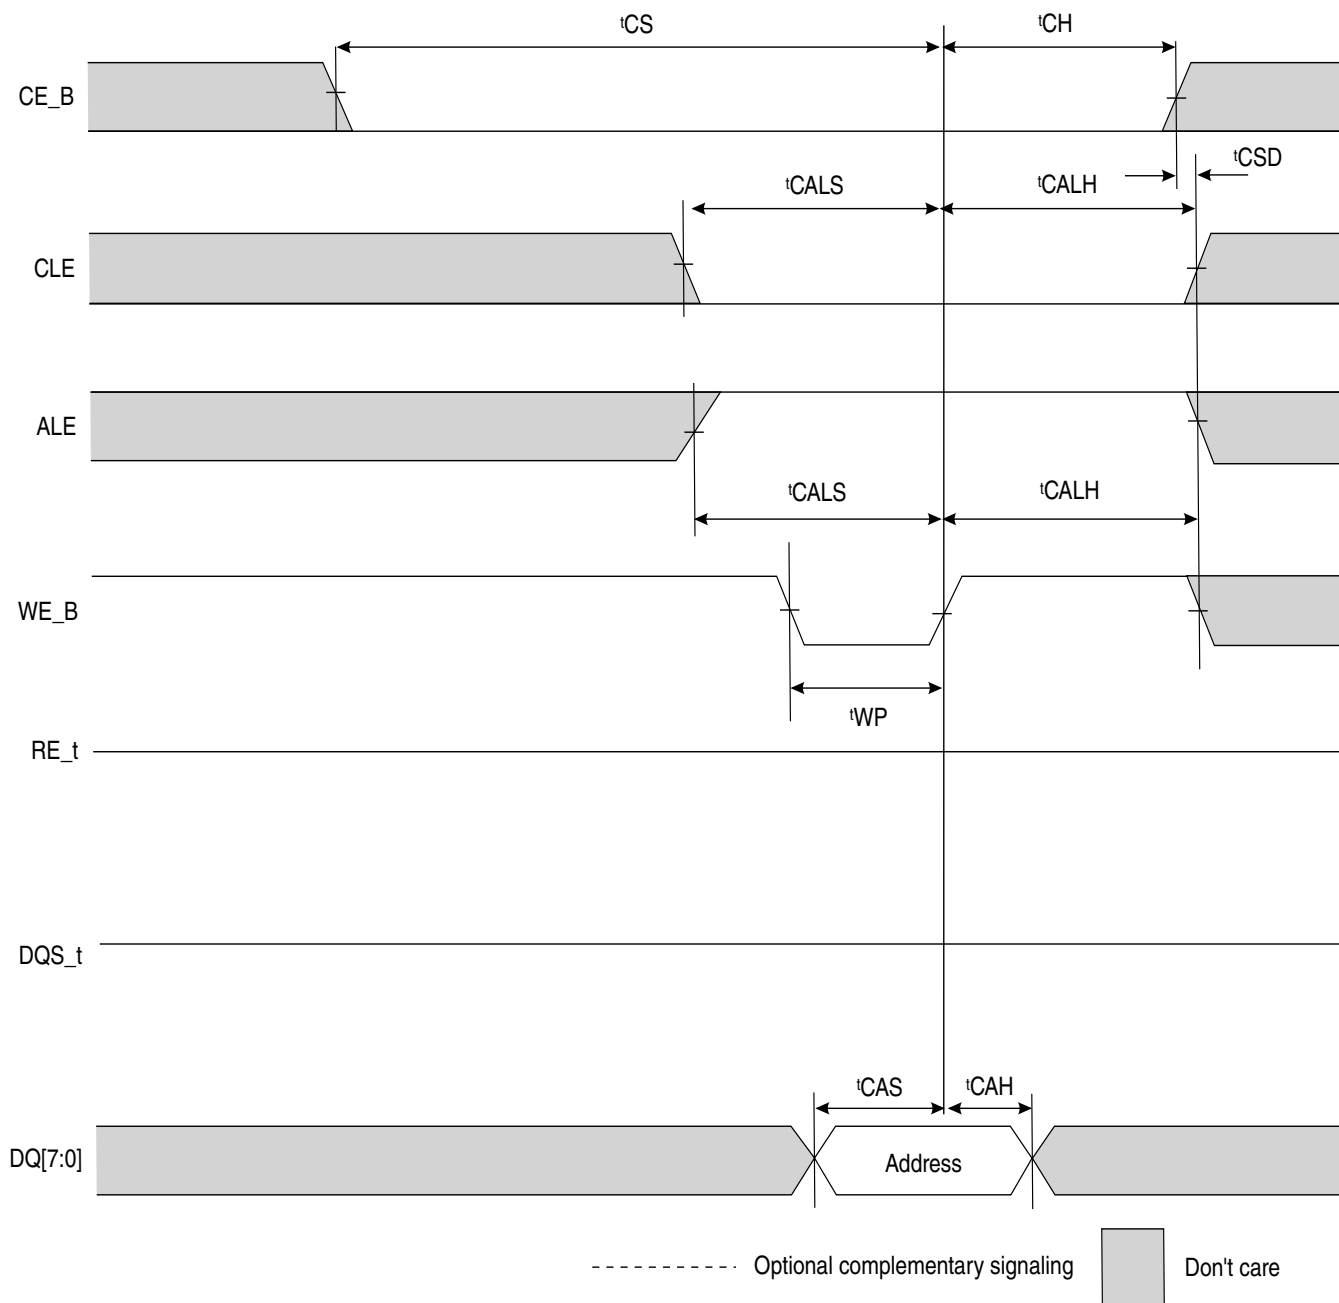 tCS
tCH
CE_B
tCSD
tCALS
tCALH
CLE
ALE
tCALS
tCALH
WE_B
tWP
RE_t
DQS_t
tCAS
tCAH
DQ[7:0]
Address
Optional complementary signaling
Don't care